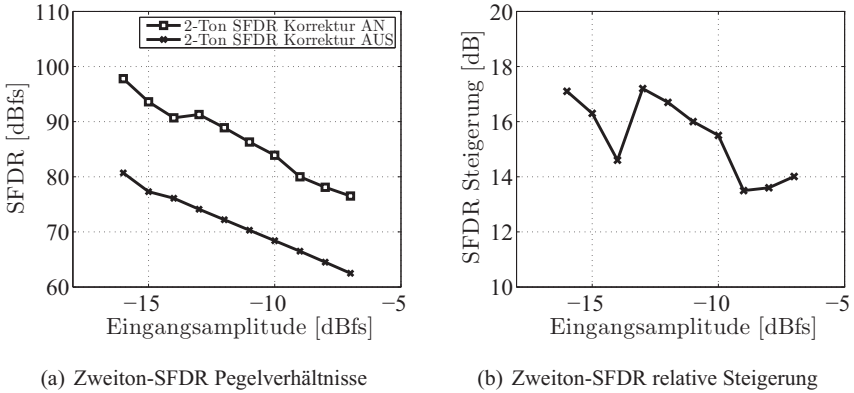 110
100
90
80
70
60
SFDR [dBfs]
2-Ton SFDR Korrektur AN
2-Ton SFDR Korrektur AUS
−15
−10
−5
Eingangsamplitude [dBfs]
(a) Zweiton-SFDR Pegelverhältnisse
20
18
16
14
12
10
SFDR Steigerung [dB]
−15
−10
−5
Eingangsamplitude [dBfs]
(b) Zweiton-SFDR relative Steigerung